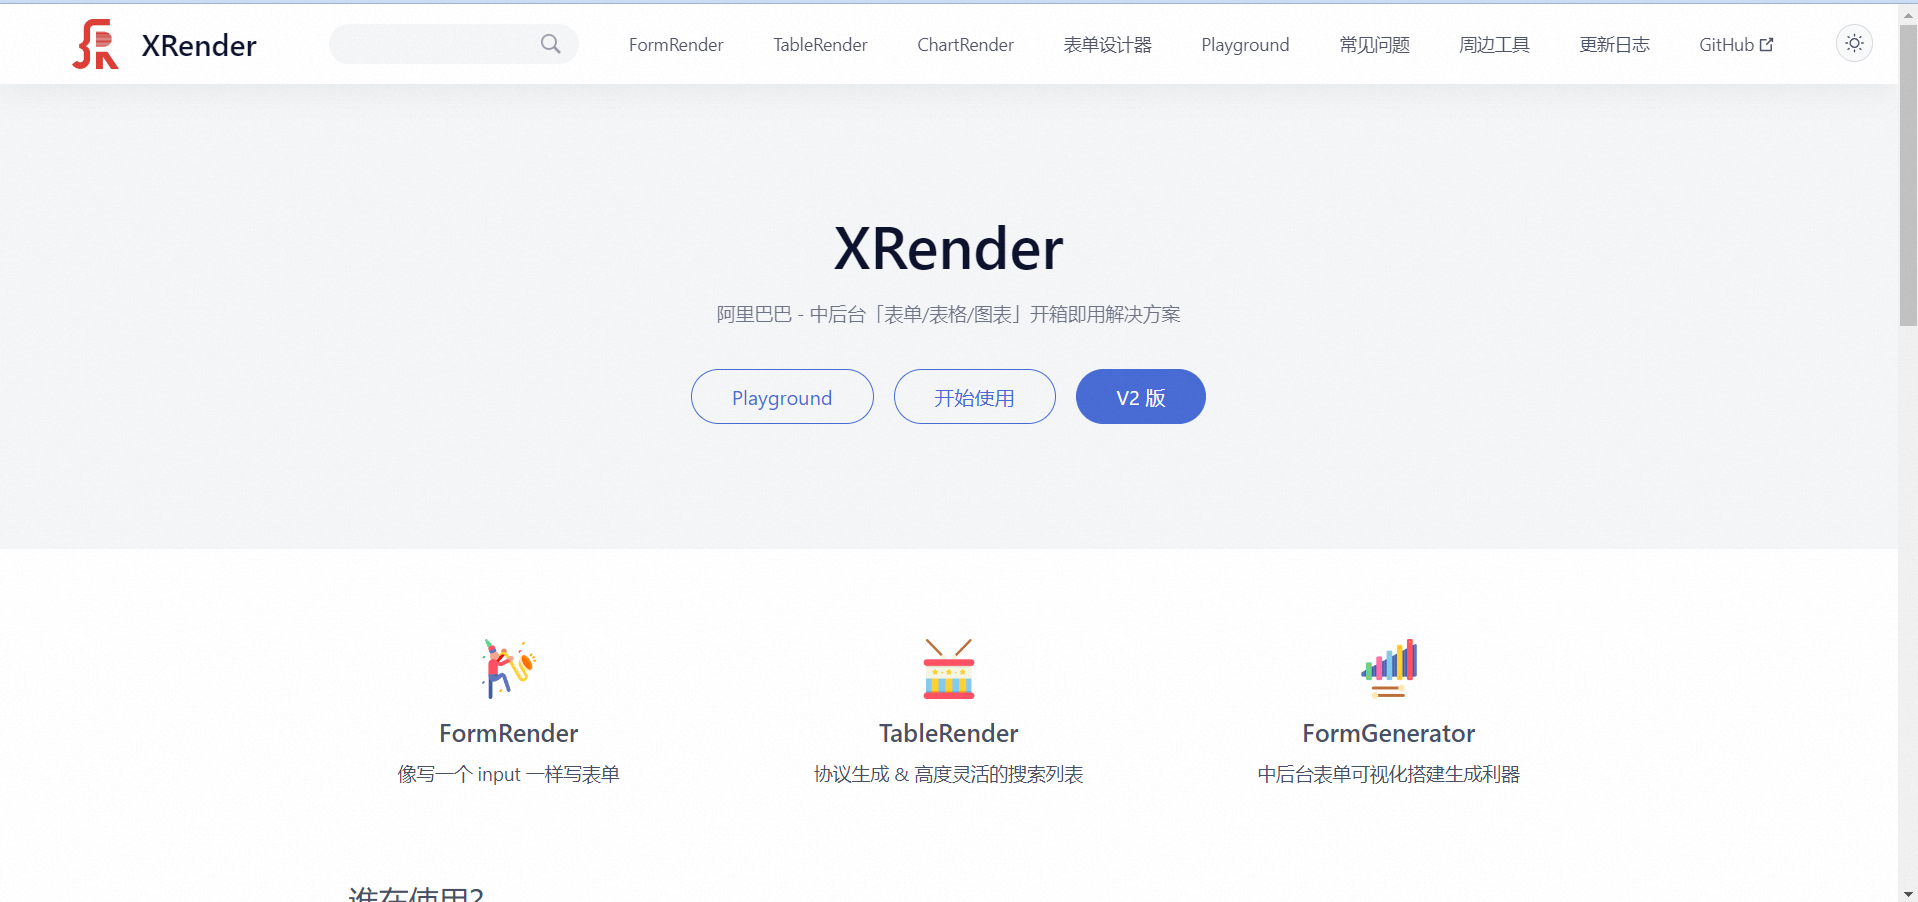 XRender
FormRender
TableRender
ChartRender
表单设计器
Playground
常见问题
周边工具
更新日志
GitHub
XRender
阿里巴巴 - 中后台「表单/表格/图表」开箱即用解决方案
Playground
开始使用
V2 版
FormRender
像写一个 input 一样写表单
TableRender
协议生成 & 高度灵活的搜索列表
FormGenerator
中后台表单可视化搭建生成利器
谁在使用?